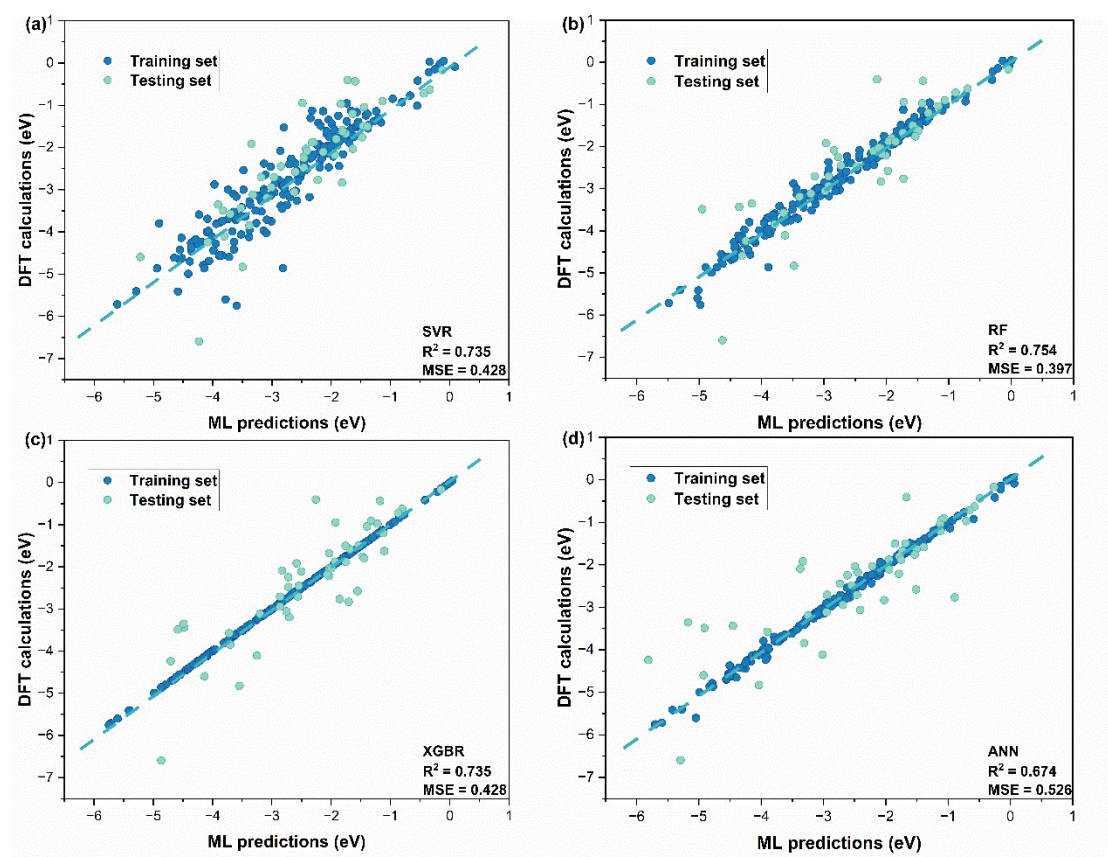 (a)
1
0
−1
−2
−3
−4
−5
−6
−7
DFT calculations (eV)
Training set
Testing set
SVR
R² = 0.735
MSE = 0.428
−6
−5
−4
−3
−2
−1
0
1
ML predictions (eV)
(b)
1
0
−1
−2
−3
−4
−5
−6
−7
DFT calculations (eV)
Training set
Testing set
RF
R² = 0.754
MSE = 0.397
−6
−5
−4
−3
−2
−1
0
1
ML predictions (eV)
(c)
1
0
−1
−2
−3
−4
−5
−6
−7
DFT calculations (eV)
Training set
Testing set
XGBR
R² = 0.735
MSE = 0.428
−6
−5
−4
−3
−2
−1
0
1
ML predictions (eV)
(d)
1
0
−1
−2
−3
−4
−5
−6
−7
DFT calculations (eV)
Training set
Testing set
ANN
R² = 0.674
MSE = 0.526
−6
−5
−4
−3
−2
−1
0
1
ML predictions (eV)